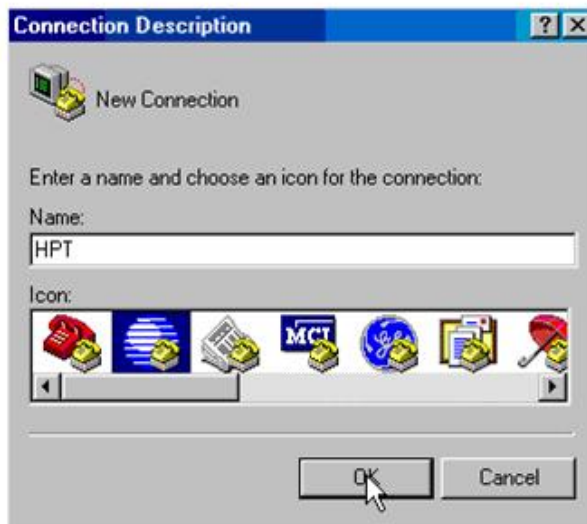 Connection Description
New Connection
Enter a name and choose an icon for the connection:
Name:
HPT
Icon:
MCI
OK
Cancel